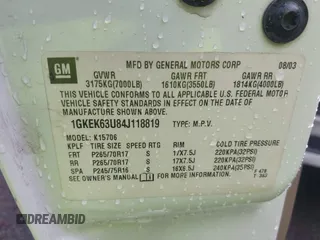 GM
MFD BY GENERAL MOTORS CORP 08/03
GVWR GAWR FRT GAWR RR
3175KG(7000LB) 1610KG(3550LB) 1814KG(4000LB)
THIS VEHICLE CONFORMS TO ALL APPLICABLE U.S. FEDERAL MOTOR
VEHICLE SAFETY STANDARDS IN EFFECT ON THE DATE OF
MANUFACTURE SHOWN ABOVE.
1GKEK63U84J118819 TYPE: M.P.V.
MODEL: K15706
KPLF TIRE SIZE SPEED RTG RIM COLD TIRE PRESSURE
FRT P265/70R17 S 17X7.5J 220KPA(32PSI)
RR P265/70R17 S 17X7.5J 220KPA(32PSI)
SPA P245/75R16 S 16X6.5J 240KPA(35PSI)
SEE OWNER'S MANUAL FOR ADDITIONAL INFORMATION
DREAMBID